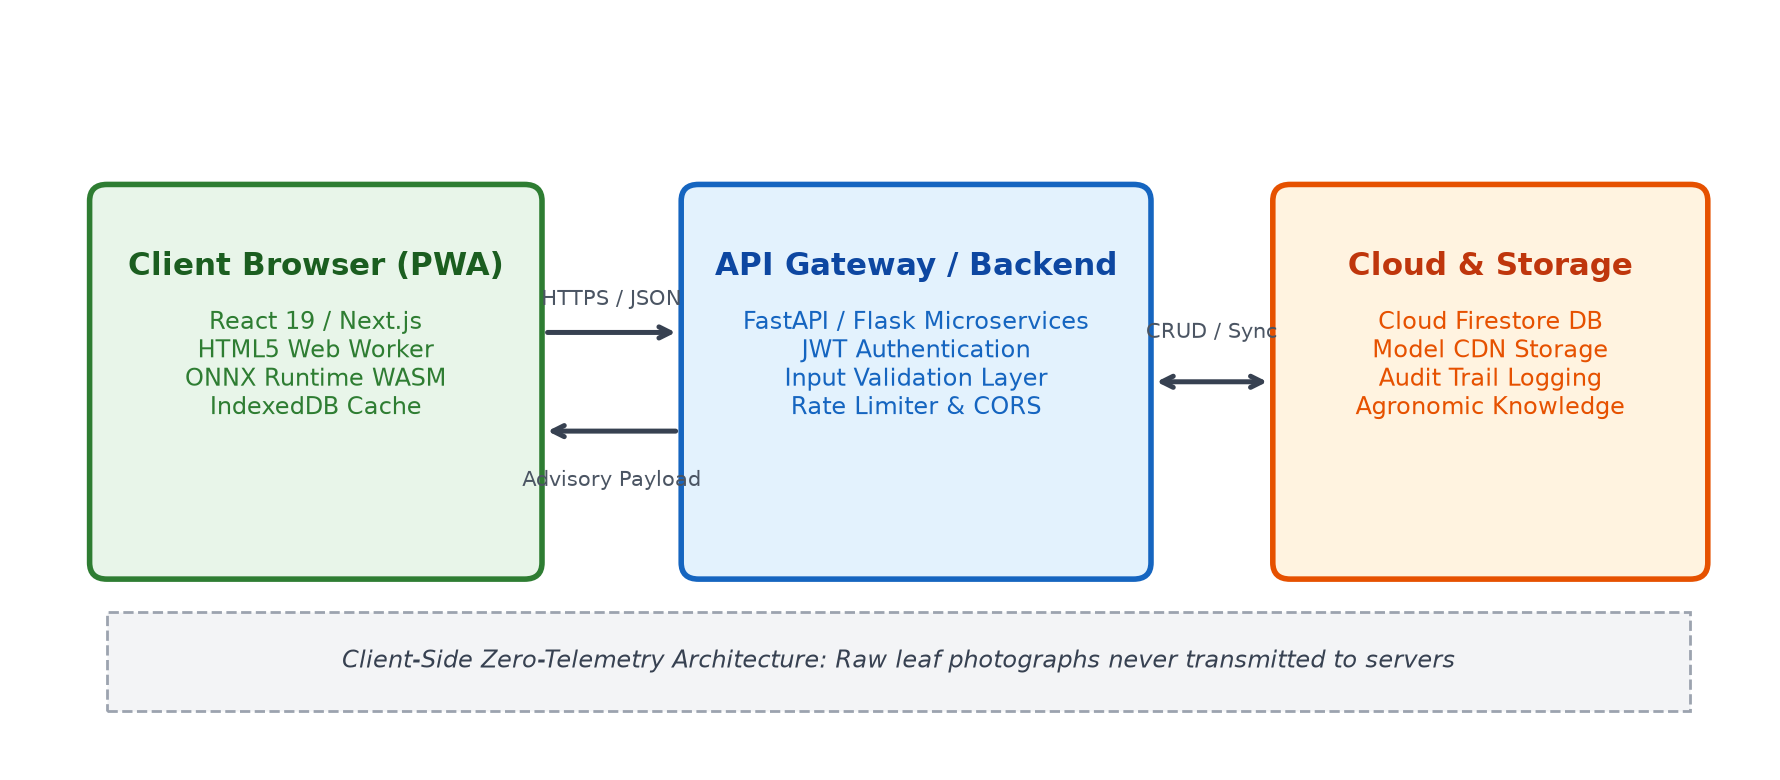 Client Browser (PWA)
React 19 / Next.js
HTML5 Web Worker
ONNX Runtime WASM
IndexedDB Cache
HTTPS / JSON
Advisory Payload
API Gateway / Backend
FastAPI / Flask Microservices
JWT Authentication
Input Validation Layer
Rate Limiter & CORS
CRUD / Sync
Cloud & Storage
Cloud Firestore DB
Model CDN Storage
Audit Trail Logging
Agronomic Knowledge
Client-Side Zero-Telemetry Architecture: Raw leaf photographs never transmitted to servers